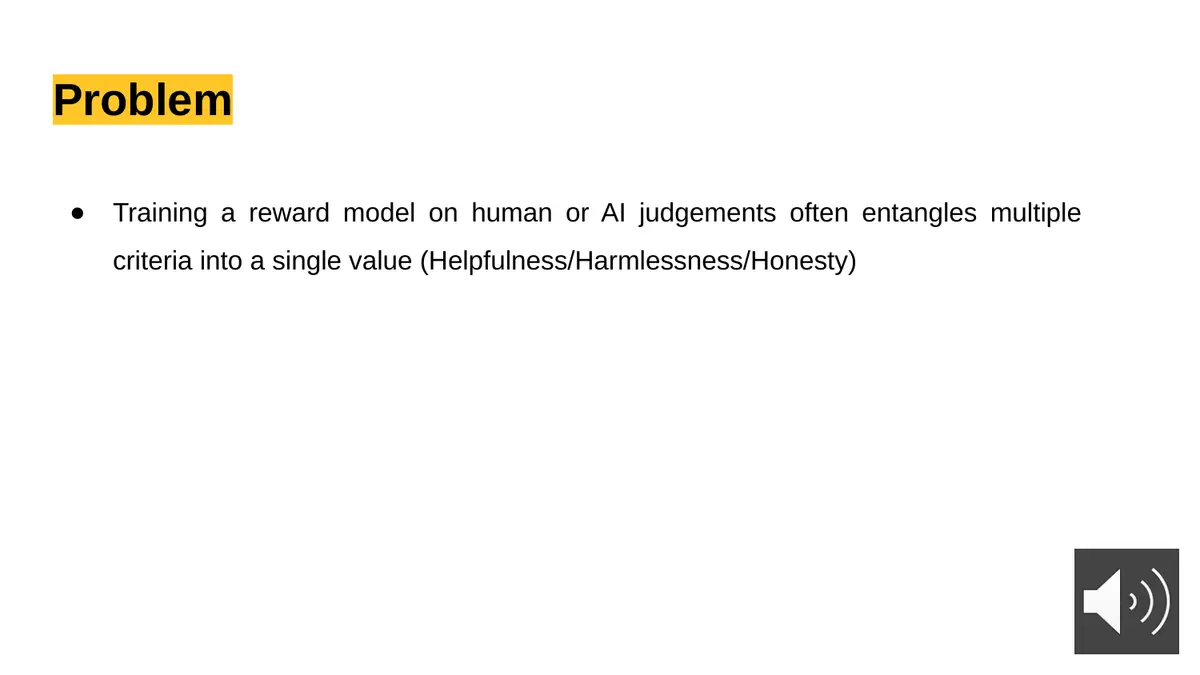 Problem
● Training a reward model on human or AI judgements often entangles multiple
criteria into a single value (Helpfulness/Harmlessness/Honesty)